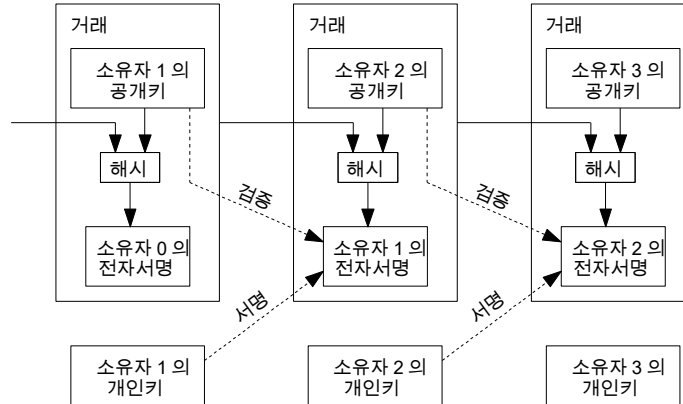 거래
소유자 1 의
공개키
해시
소유자 0 의
전자서명
거래
소유자 2 의
공개키
해시
소유자 1 의
전자서명
거래
소유자 3 의
공개키
해시
소유자 2 의
전자서명
검증
검증
서명
서명
소유자 1 의
개인키
소유자 2 의
개인키
소유자 3 의
개인키